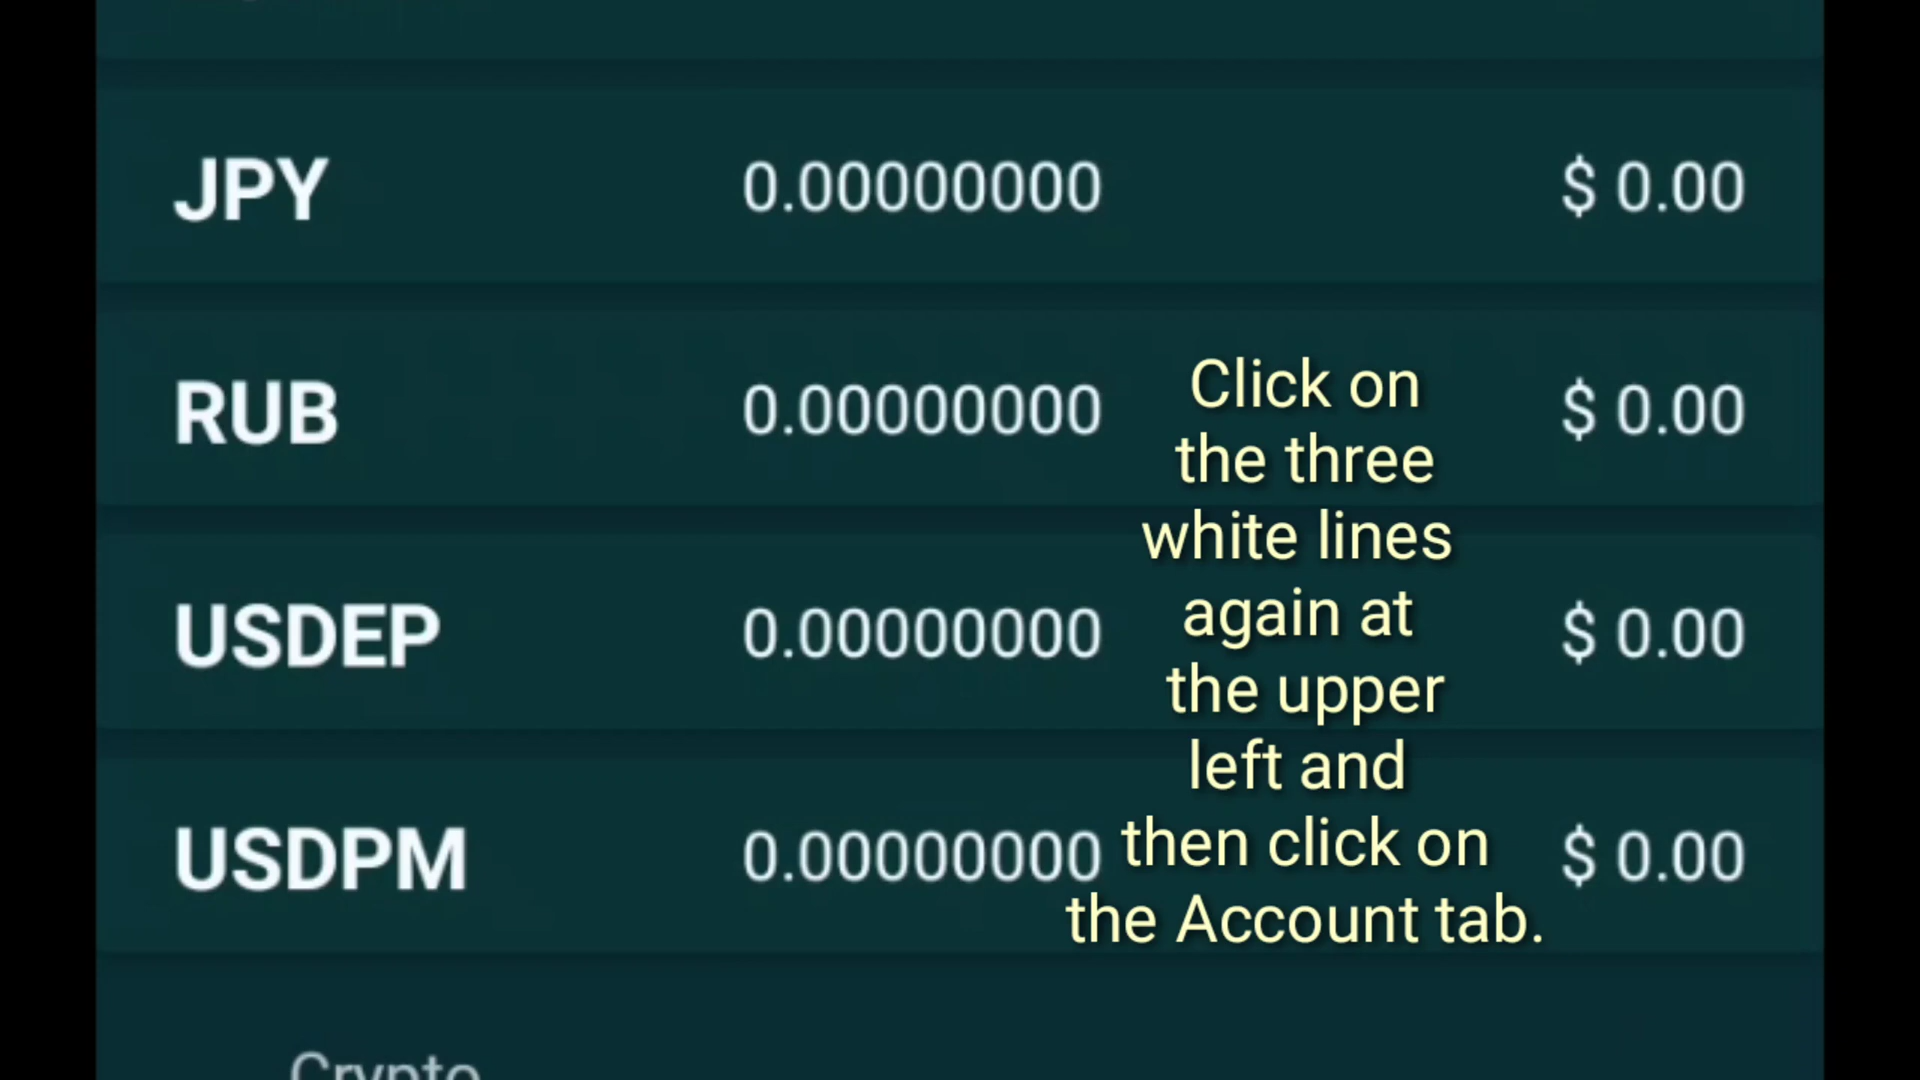 JPY 0.00000000 $ 0.00
RUB 0.00000000 $ 0.00
USDEP 0.00000000 $ 0.00
USDPM 0.00000000 $ 0.00
Click on
the three
white lines
again at
the upper
left and
then click on
the Account tab.
Crypto